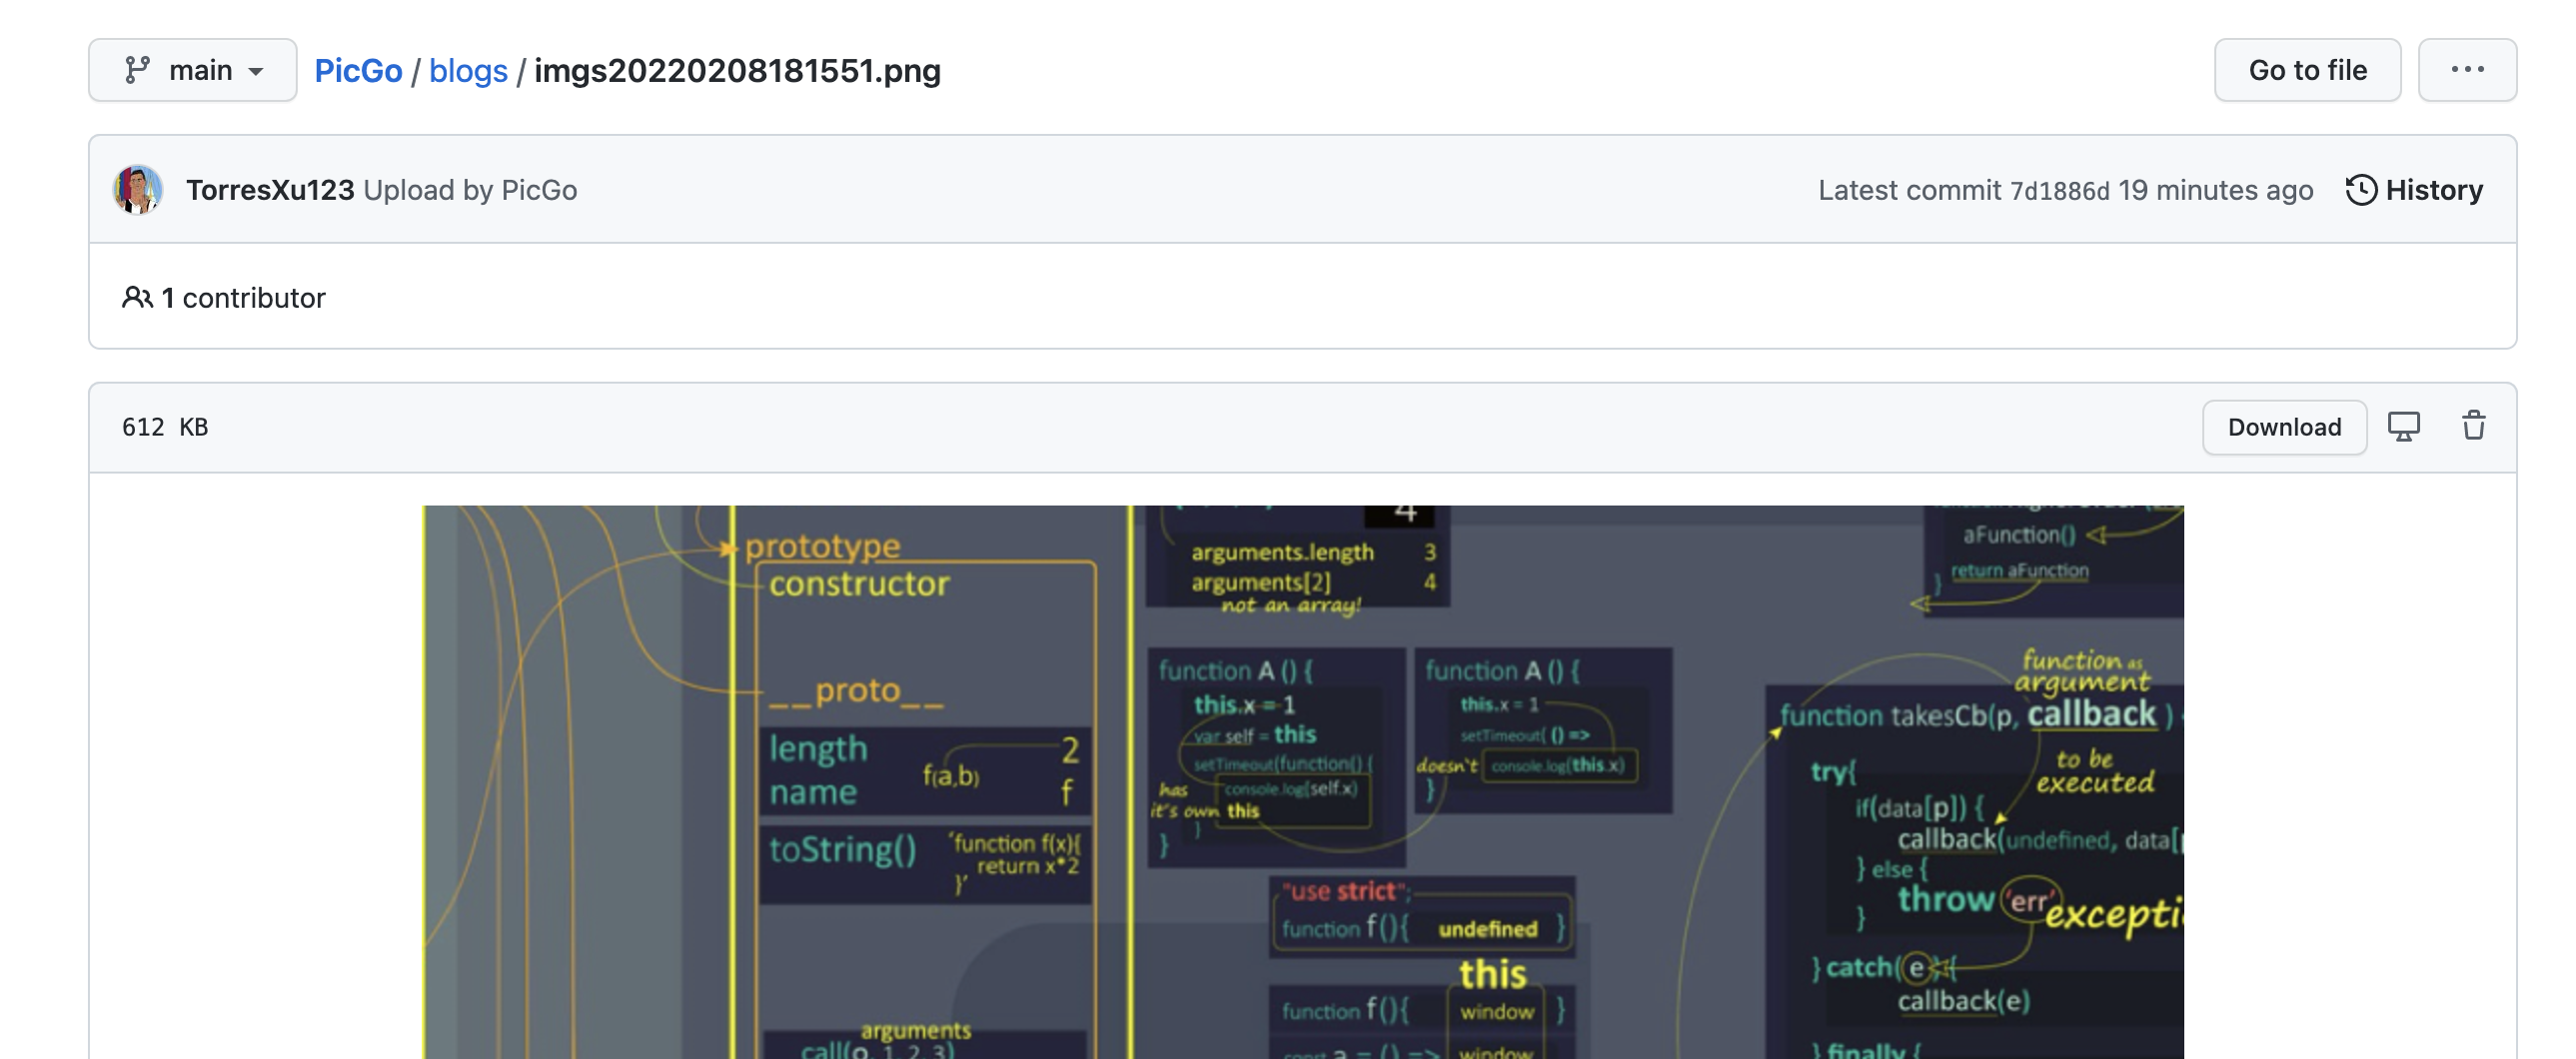 main
PicGo / blogs / imgs20220208181551.png
Go to file
TorresXu123 Upload by PicGo
Latest commit 7d1886d 19 minutes ago
History
1 contributor
612 KB
Download
prototype
constructor
__proto__
length 2
name f(a,b) f
toString() 'function f(x){
return x*2
}'
arguments
call(o, 1, 2, 3)
4
arguments.length 3
arguments[2] 4
not an array!
function A () {
this.x = 1
var self = this
setTimeout(function() {
has console.log(self.x)
it's own this
}
}
function A () {
this.x = 1
setTimeout( () =>
doesn't console.log(this.x)
}
"use strict";
function f(){ undefined }
this
function f(){ window }
const a = () => window
aFunction()
return aFunction
}
function as
argument
function takesCb(p, callback ) {
to be
executed
try{
if(data[p]) {
callback(undefined, data[p
} else {
throw 'err'
excepti
}
} catch( e ) {
callback(e)
} finally {